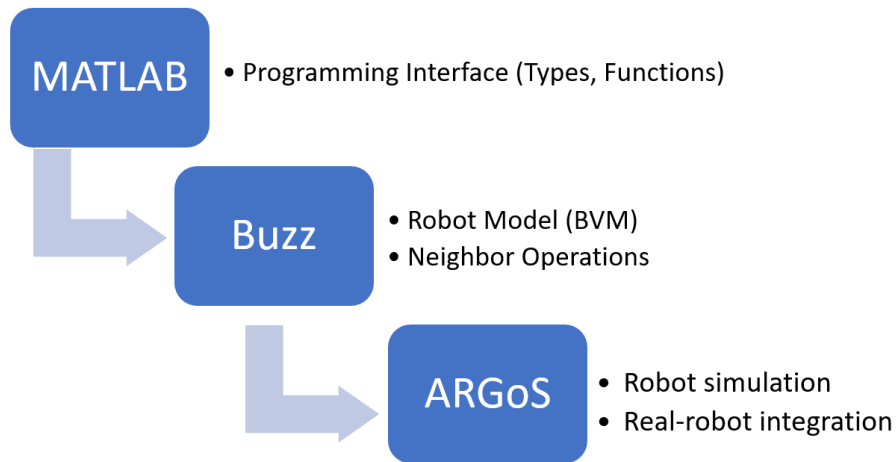 MATLAB
• Programming Interface (Types, Functions)
Buzz
• Robot Model (BVM)
• Neighbor Operations
ARGoS
• Robot simulation
• Real-robot integration